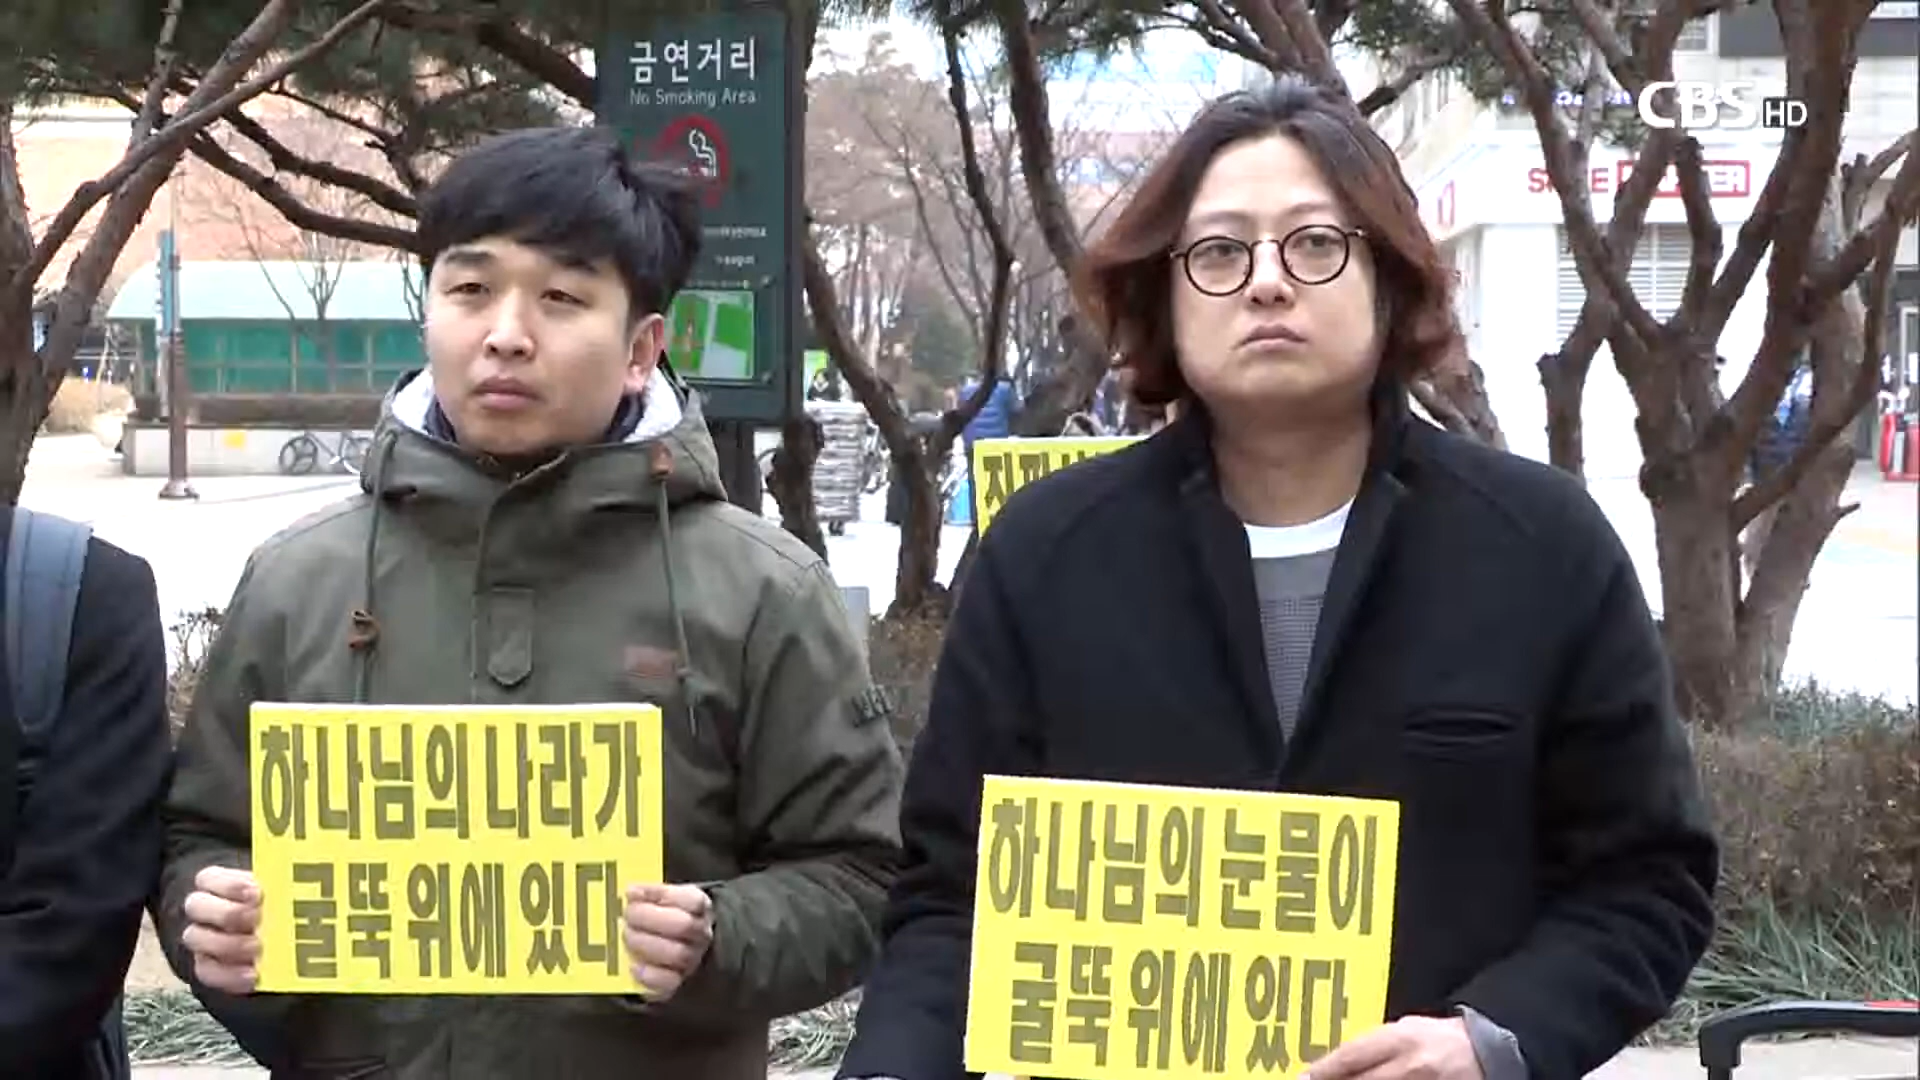 금연거리
No Smoking Area
CBS HD
하나님의 나라가
굴뚝 위에 있다
하나님의 눈물이
굴뚝 위에 있다